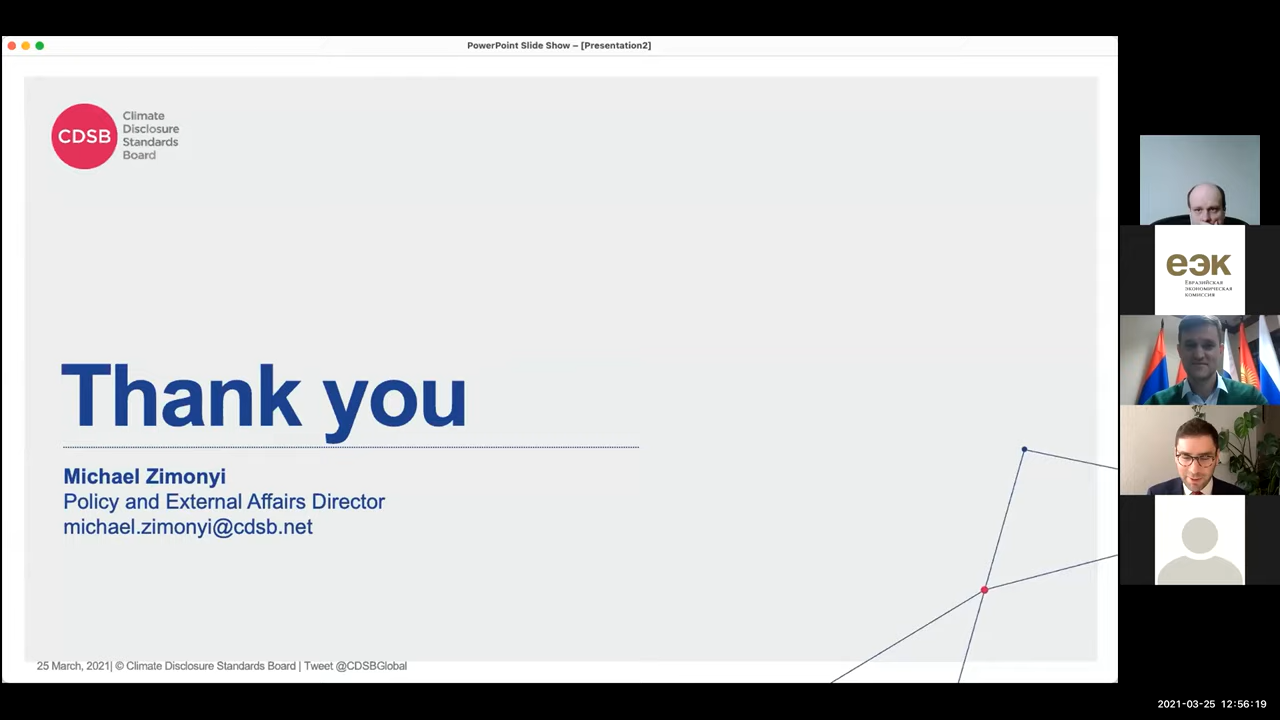 PowerPoint Slide Show – [Presentation2]
CDSB
Climate
Disclosure
Standards
Board
Thank you
Michael Zimonyi
Policy and External Affairs Director
michael.zimonyi@cdsb.net
25 March, 2021| © Climate Disclosure Standards Board | Tweet @CDSBGlobal
еэк
Евразийская
экономическая
комиссия
2021-03-25 12:56:19